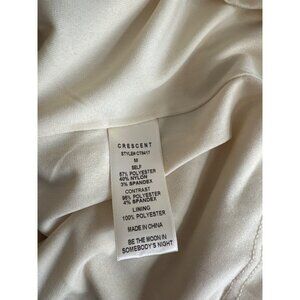 CRESCENT
STYLE# CT8417
M
SELF
57% POLYESTER
40% NYLON
3% SPANDEX
CONTRAST
96% POLYESTER
4% SPANDEX
LINING
100% POLYESTER
MADE IN CHINA
BE THE MOON IN
SOMEBODY'S NIGHT